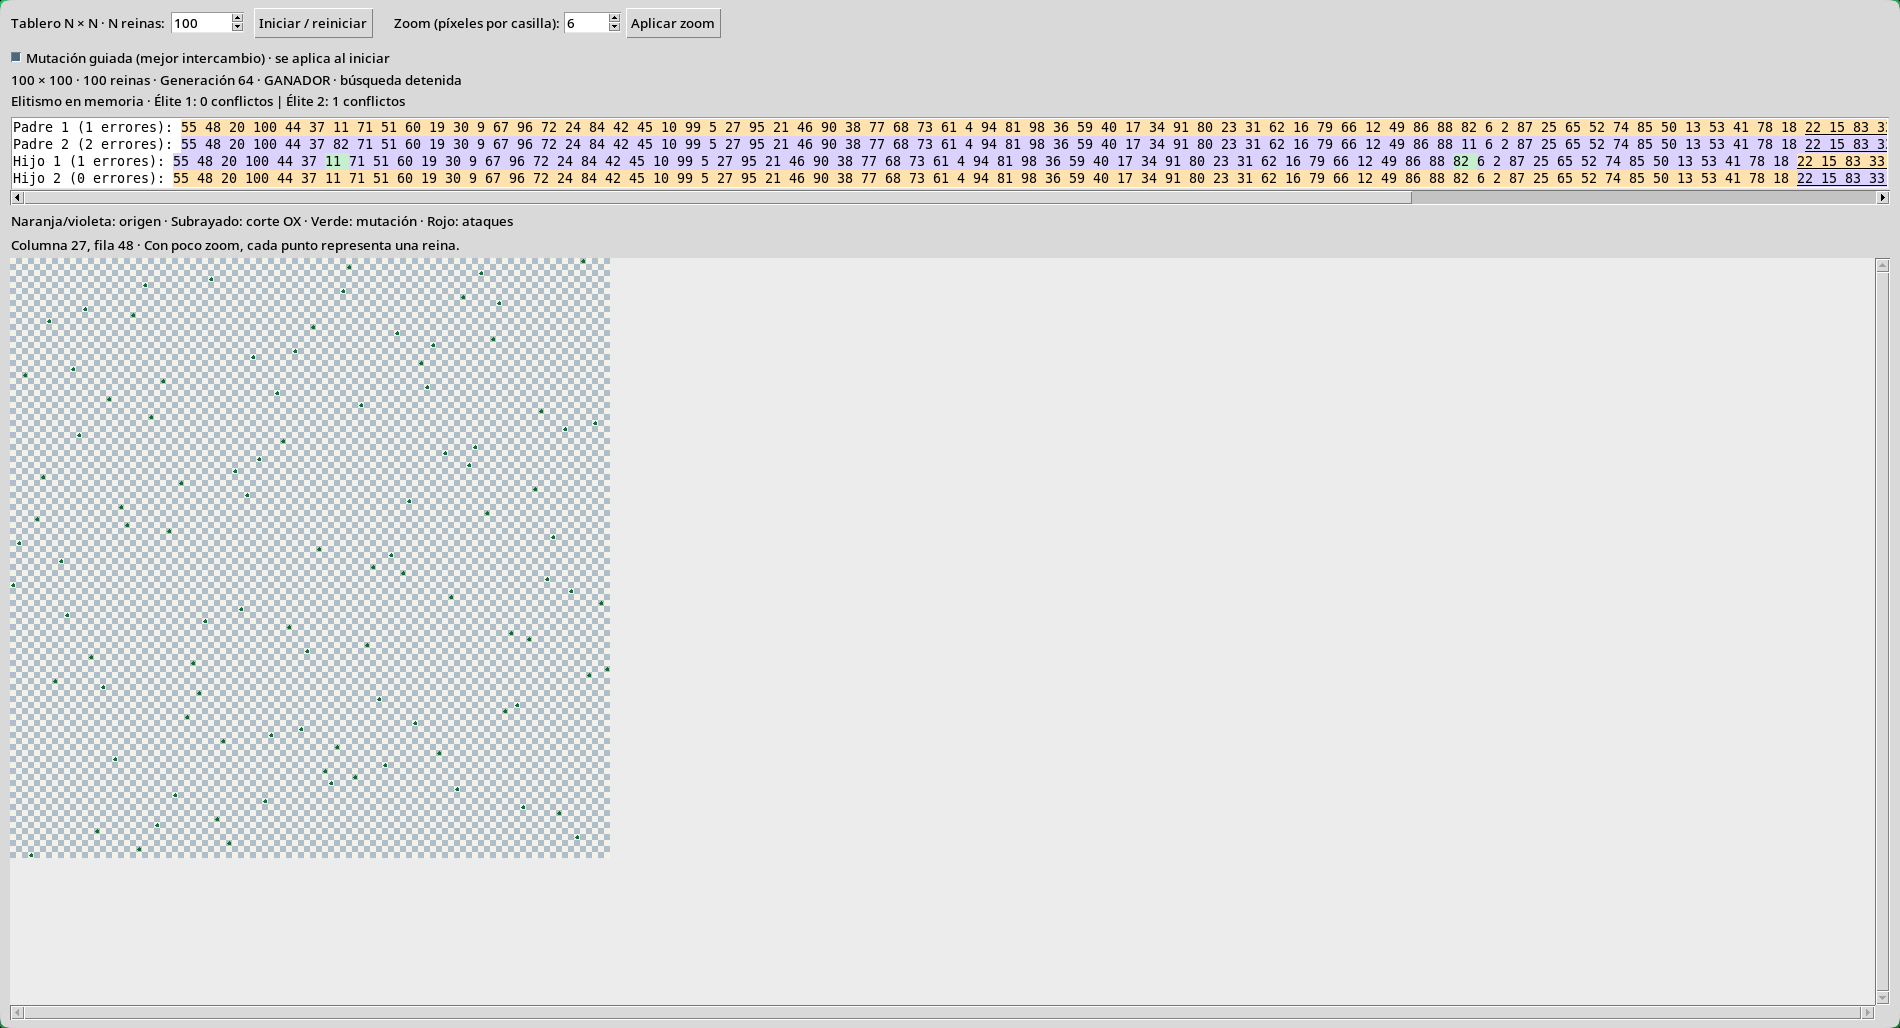 Tablero N × N · N reinas: 100 Iniciar / reiniciar Zoom (píxeles por casilla): 6 Aplicar zoom
Mutación guiada (mejor intercambio) · se aplica al iniciar
100 × 100 · 100 reinas · Generación 64 · GANADOR · búsqueda detenida
Elitismo en memoria · Élite 1: 0 conflictos | Élite 2: 1 conflictos
Padre 1 (1 errores): 55 48 20 100 44 37 11 71 51 60 19 30 9 67 96 72 24 84 42 45 10 99 5 27 95 21 46 90 38 77 68 73 61 4 94 81 98 36 59 40 17 34 91 80 23 31 62 16 79 66 12 49 86 88 82 6 2 87 25 65 52 74 85 50 13 53 41 78 18 22 15 83
Padre 2 (2 errores): 55 48 20 100 44 37 82 71 51 60 19 30 9 67 96 72 24 84 42 45 10 99 5 27 95 21 46 90 38 77 68 73 61 4 94 81 98 36 59 40 17 34 91 80 23 31 62 16 79 66 12 49 86 88 11 6 2 87 25 65 52 74 85 50 13 53 41 78 18 22 15 83
Hijo 1 (1 errores): 55 48 20 100 44 37 11 71 51 60 19 30 9 67 96 72 24 84 42 45 10 99 5 27 95 21 46 90 38 77 68 73 61 4 94 81 98 36 59 40 17 34 91 80 23 31 62 16 79 66 12 49 86 88 82 6 2 87 25 65 52 74 85 50 13 53 41 78 18 22 15 83 33
Hijo 2 (0 errores): 55 48 20 100 44 37 11 71 51 60 19 30 9 67 96 72 24 84 42 45 10 99 5 27 95 21 46 90 38 77 68 73 61 4 94 81 98 36 59 40 17 34 91 80 23 31 62 16 79 66 12 49 86 88 82 6 2 87 25 65 52 74 85 50 13 53 41 78 18 22 15 83 33
Naranja/violeta: origen · Subrayado: corte OX · Verde: mutación · Rojo: ataques
Columna 27, fila 48 · Con poco zoom, cada punto representa una reina.